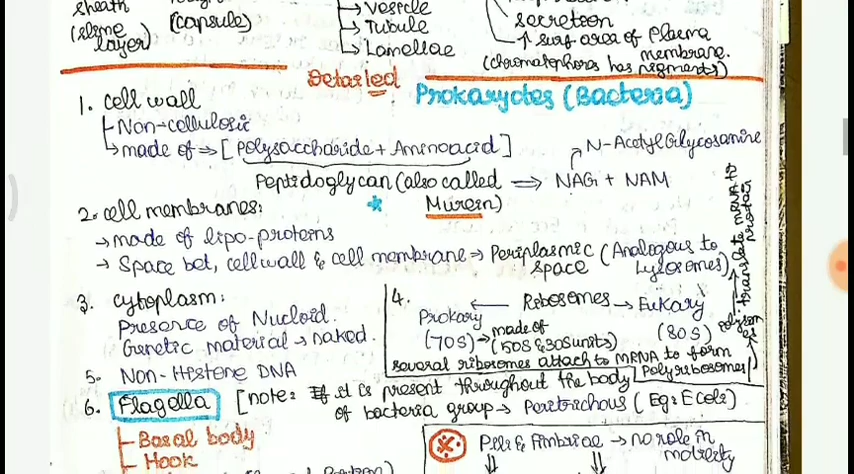 sheath
(slime layer)
(capsule)
→ Vesicle
→ Tubule
→ Lamellae
secretion
→ ↑ surf area of Plasma membrane.
(chromatophores has pigments)
Detailed
Prokaryotes (Bacteria)
1. cell wall
Non-cellulosic
→ made of ⇒ [Polysaccharide + Aminoacid]
Peptidoglycan (also called Murein) ⇒ NAG + NAM
N-Acetyl Glycosamine
2. cell membranes:
→ made of lipo-proteins
→ Space bet, cell wall & cell membrane → Periplasmic space (Analogous to Lysosomes)
3. cytoplasm:
Presence of Nucloid.
Genetic material → naked.
4.
Prokary ← Ribosomes → Eukary
(70S) → made of (50S & 30S units)
(80S)
several ribosomes attach to MRNA to form Polyribosomes/
→ translate mRNA to
5. Non-Histone DNA
6. Flagella [note: If it is present throughout the body
of bacteria group → Peritrichous (Eg: E Coli)
Basal body
Hook
Pili & Fimbriae → no role in motility